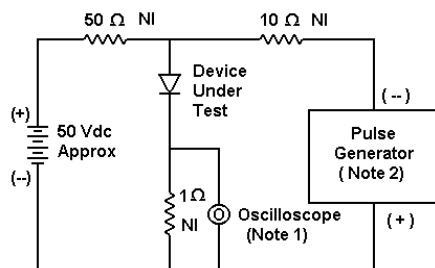 50 Ω NI
10 Ω NI
Device
Under
Test
(--)
(+)
50 Vdc
Approx
(--)
Pulse
Generator
(Note 2)
(+)
1Ω
NI
Oscilloscope
(Note 1)